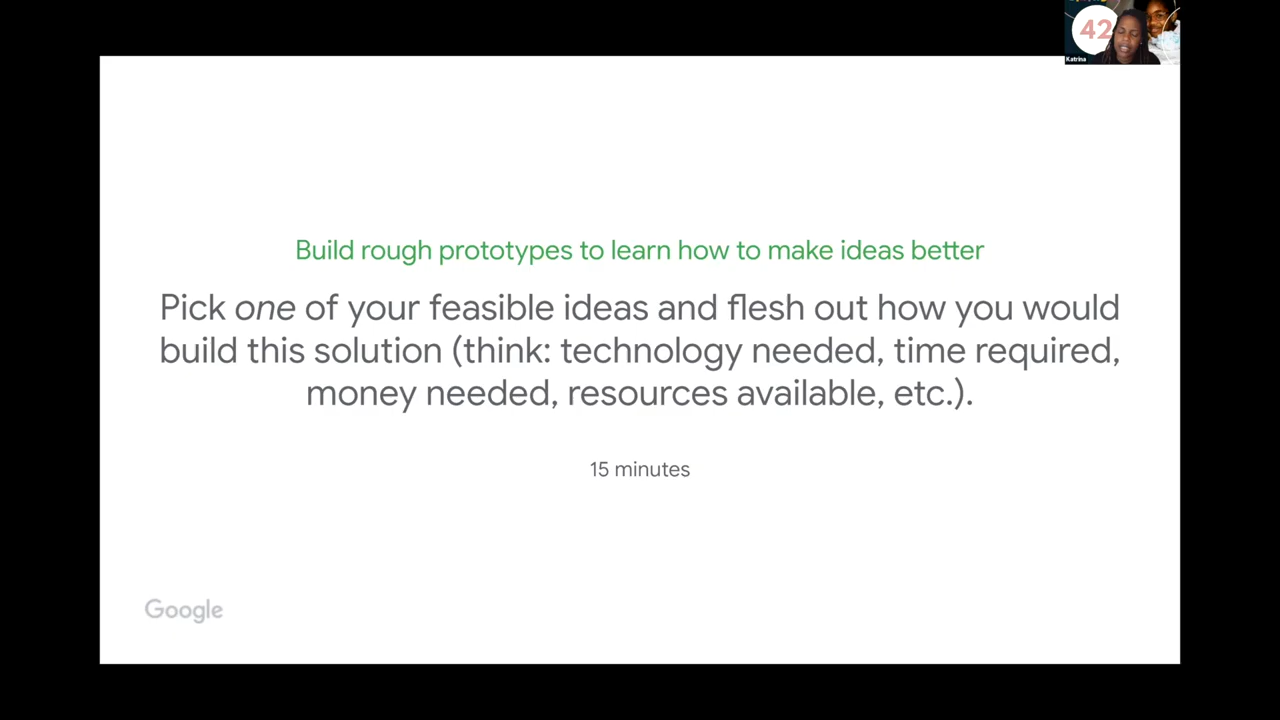 42
Katrina
Build rough prototypes to learn how to make ideas better
Pick one of your feasible ideas and flesh out how you would
build this solution (think: technology needed, time required,
money needed, resources available, etc.).
15 minutes
Google